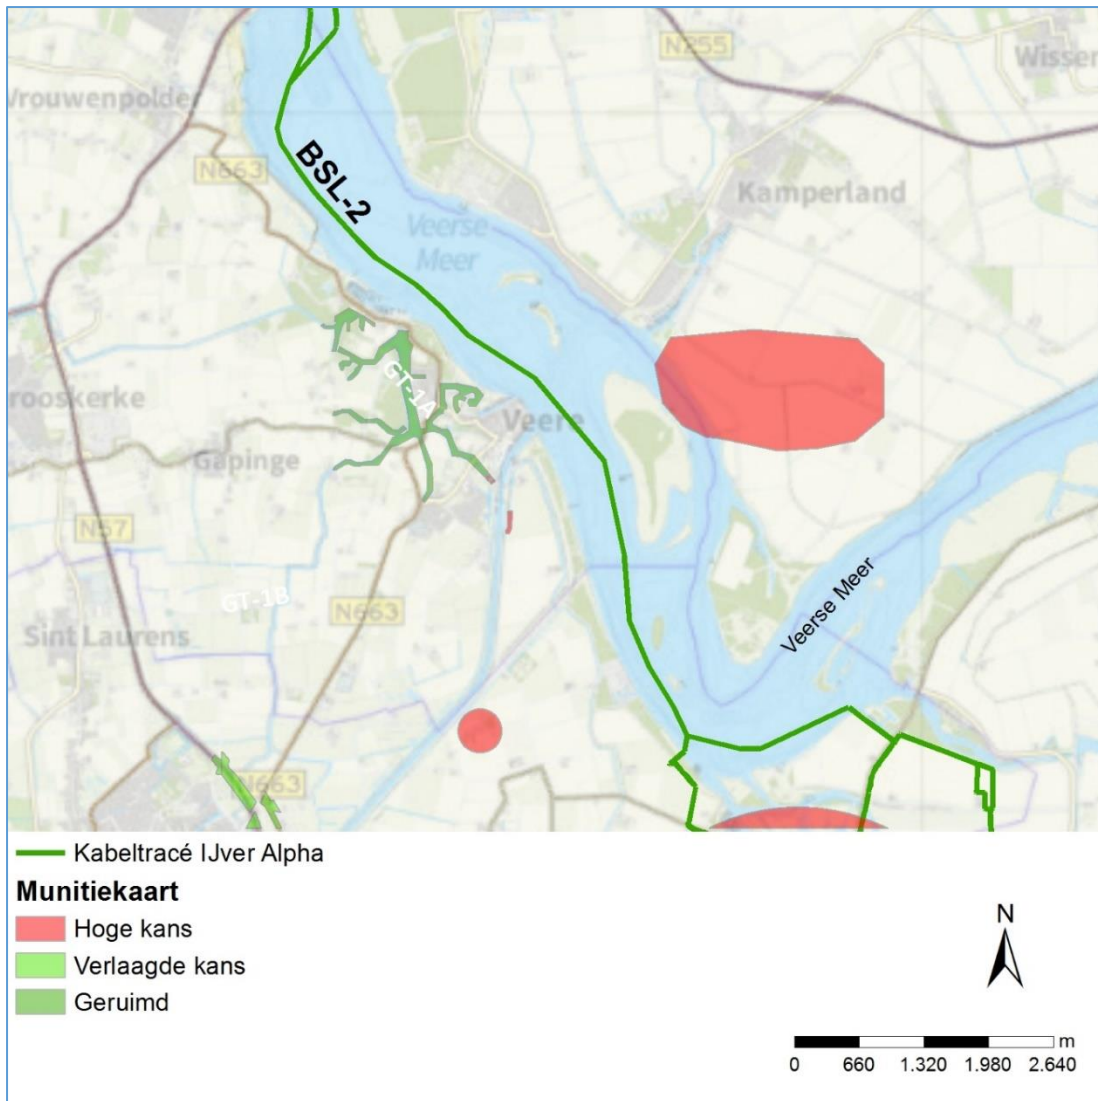 N255
Wisser
Vrouwenpolder
N663
BSL-2
Kamperland
Veerse
Meer
GT-1A
rooskerke
Veere
Gapinge
N57
Veerse Meer
GT-1B
N663
Sint Laurens
N663
Kabeltracé IJver Alpha
Munitiekaart
Hoge kans
Verlaagde kans
Geruimd
N
m
0 660 1.320 1.980 2.640